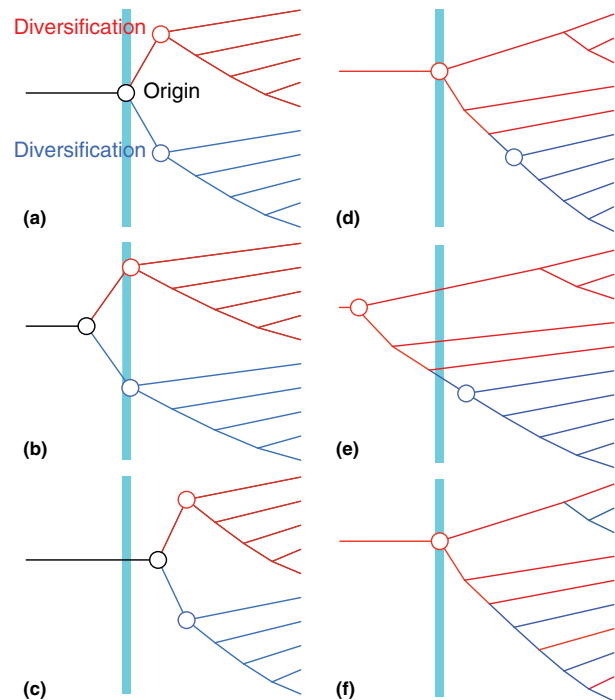 Diversification
Origin
Diversification
(a)
(d)
(b)
(e)
(c)
(f)